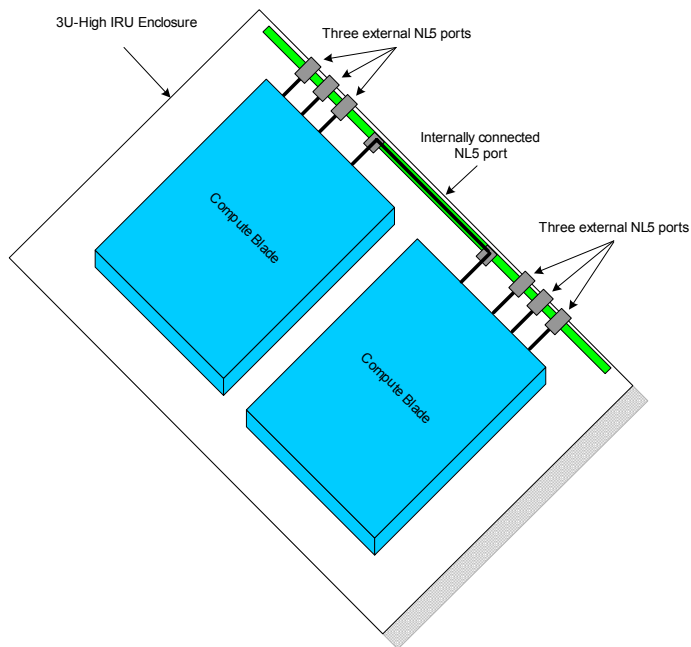 3U-High IRU Enclosure
Three external NL5 ports
Internally connected
NL5 port
Three external NL5 ports
Compute Blade
Compute Blade